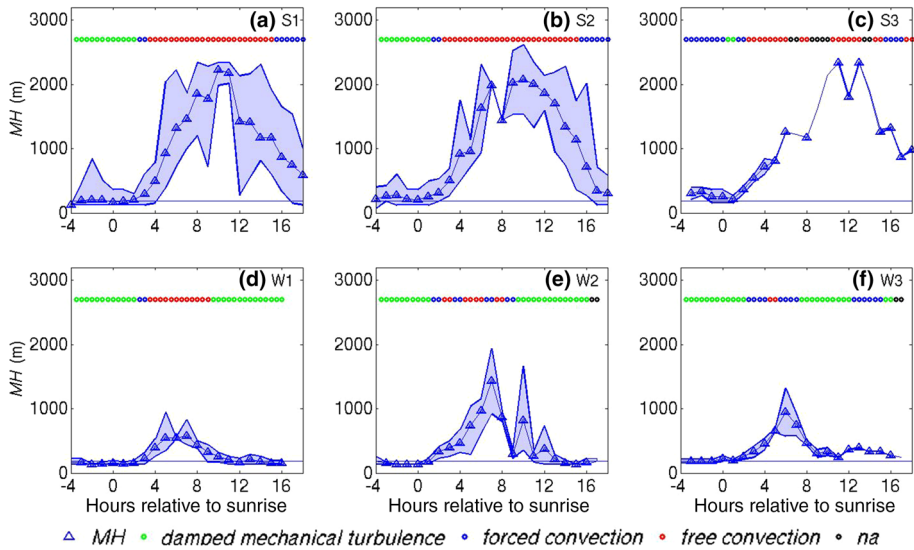 (a) S1 (b) S2 (c) S3
3000 3000 3000
2000 2000 2000
MH (m)
1000 1000 1000
0 0 0
-4 0 4 8 12 16 -4 0 4 8 12 16 -4 0 4 8 12 16
(d) W1 (e) W2 (f) W3
3000 3000 3000
2000 2000 2000
MH (m)
1000 1000 1000
0 0 0
-4 0 4 8 12 16 -4 0 4 8 12 16 -4 0 4 8 12 16
Hours relative to sunrise Hours relative to sunrise Hours relative to sunrise
MH damped mechanical turbulence forced convection free convection na